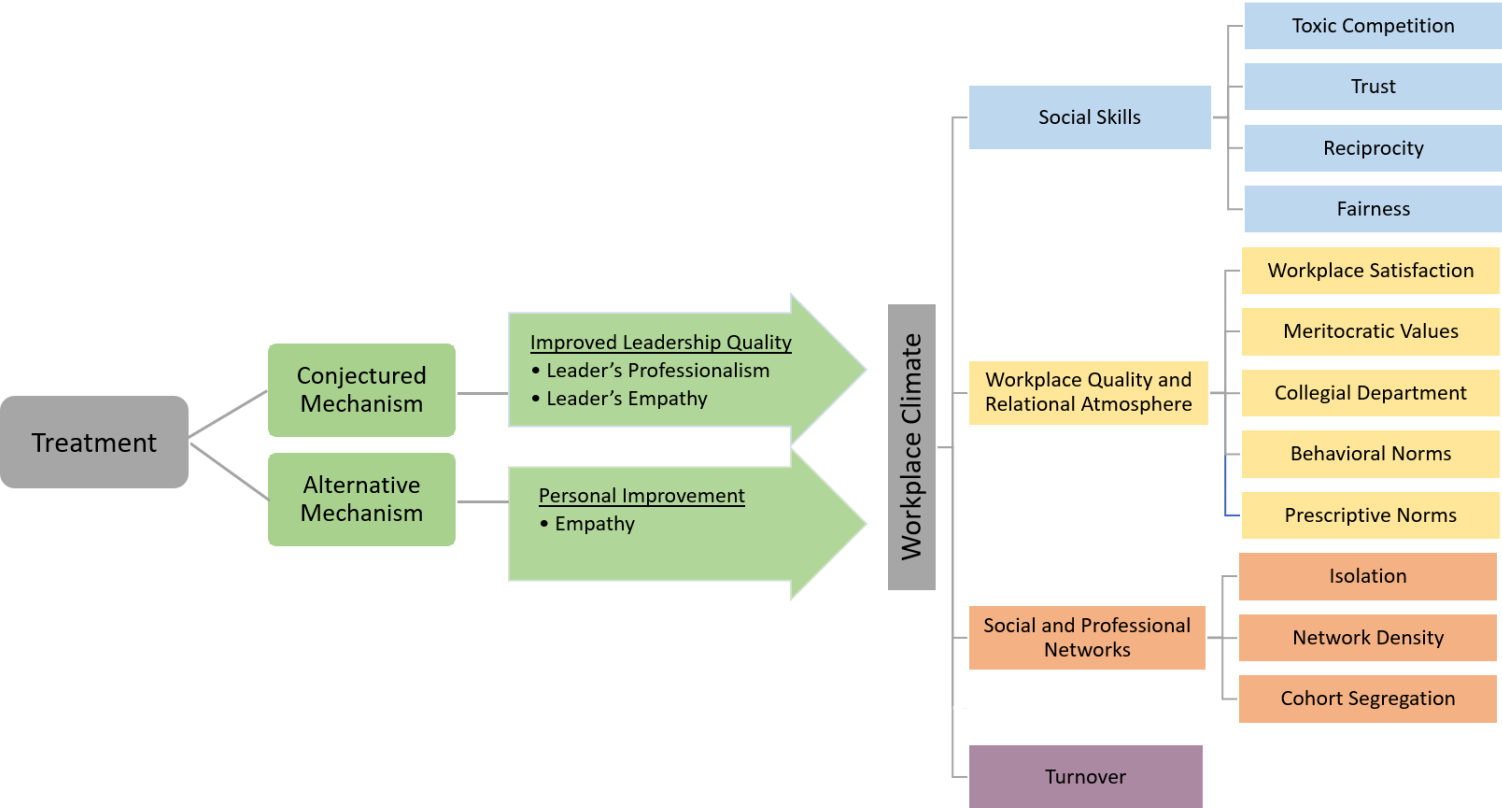 Treatment
Conjectured
Mechanism
Alternative
Mechanism
Improved Leadership Quality
• Leader’s Professionalism
• Leader’s Empathy
Personal Improvement
• Empathy
Workplace Climate
Social Skills
Toxic Competition
Trust
Reciprocity
Fairness
Workplace Quality and
Relational Atmosphere
Workplace Satisfaction
Meritocratic Values
Collegial Department
Behavioral Norms
Prescriptive Norms
Social and Professional
Networks
Isolation
Network Density
Cohort Segregation
Turnover